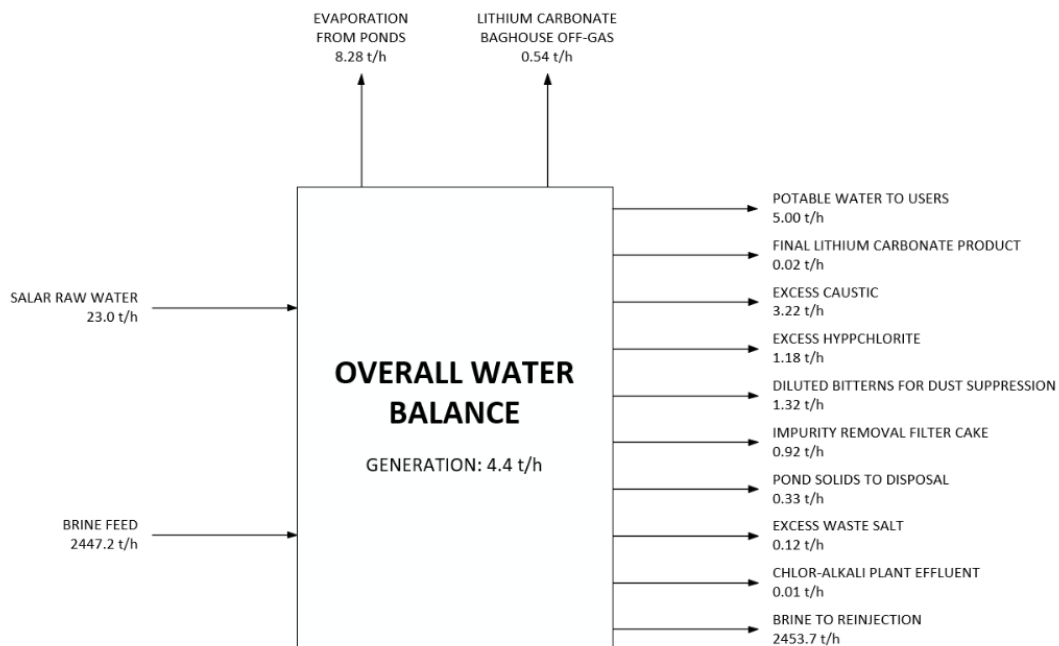 EVAPORATION
FROM PONDS
8.28 t/h
LITHIUM CARBONATE
BAGHOUSE OFF-GAS
0.54 t/h
SALAR RAW WATER
23.0 t/h
BRINE FEED
2447.2 t/h
OVERALL WATER
BALANCE
GENERATION: 4.4 t/h
POTABLE WATER TO USERS
5.00 t/h
FINAL LITHIUM CARBONATE PRODUCT
0.02 t/h
EXCESS CAUSTIC
3.22 t/h
EXCESS HYPPCHLORITE
1.18 t/h
DILUTED BITTERNS FOR DUST SUPPRESSION
1.32 t/h
IMPURITY REMOVAL FILTER CAKE
0.92 t/h
POND SOLIDS TO DISPOSAL
0.33 t/h
EXCESS WASTE SALT
0.12 t/h
CHLOR-ALKALI PLANT EFFLUENT
0.01 t/h
BRINE TO REINJECTION
2453.7 t/h